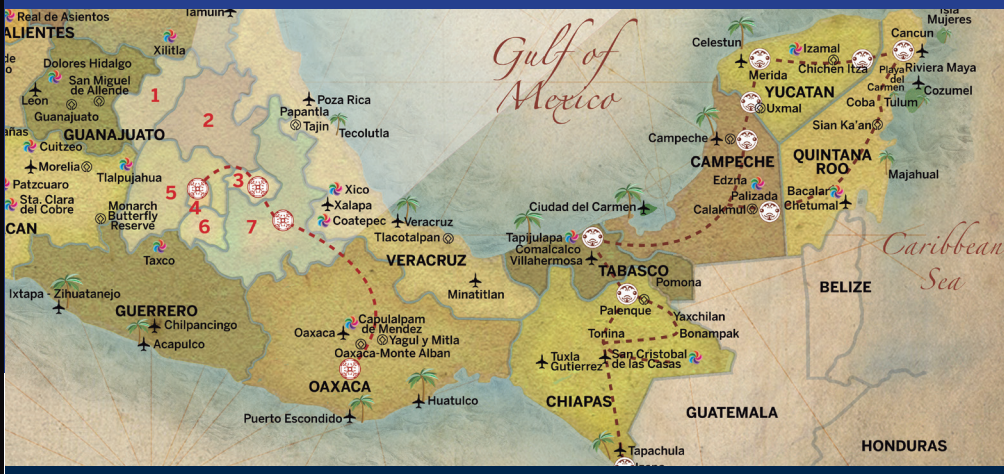 Real de Asientos
ALIENTES
Tamuin
Xilitla
de
o
Dolores Hidalgo
San Miguel
de Allende
Leon
Guanajuato
GUANAJUATO
1
2
3
4
5
6
7
añas
Cuitzeo
Morelia
Tlalpujahua
Patzcuaro
Sta. Clara
del Cobre
CAN
Monarch
Butterfly
Reserve
Taxco
Poza Rica
Papantla
Tajin
Tecolutla
Xico
Xalapa
Coatepec
Veracruz
Tlacotalpan
VERACRUZ
Minatitlan
Ixtapa - Zihuatanejo
GUERRERO
Chilpancingo
Acapulco
Oaxaca
Capulalpam
de Mendez
Yagul y Mitla
Oaxaca-Monte Alban
OAXACA
Huatulco
Puerto Escondido
Gulf of
Mexico
Celestun
Izamal
Merida
Chichen Itza
YUCATAN
Uxmal
Isla
Mujeres
Cancun
Riviera Maya
Playa
del
Carmen
Cozumel
Coba
Tulum
Sian Ka'an
Campeche
CAMPECHE
QUINTANA
ROO
Majahual
Edzna
Palizada
Calakmul
Bacalar
Chetumal
Ciudad del Carmen
Tapijulapa
Comalcalco
Villahermosa
TABASCO
Pomona
Palenque
Yaxchilan
Tonina
Bonampak
Tuxla
Gutierrez
San Cristobal
de las Casas
CHIAPAS
Tapachula
Caribbean
Sea
BELIZE
GUATEMALA
HONDURAS